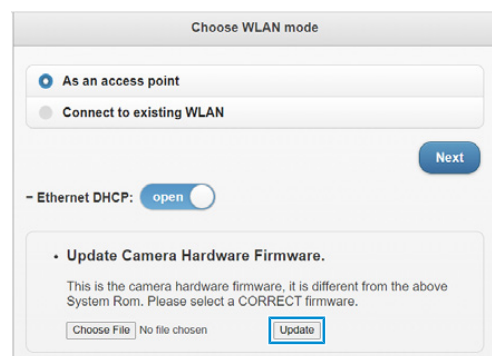 Choose WLAN mode
As an access point
Connect to existing WLAN
Next
– Ethernet DHCP: open
• Update Camera Hardware Firmware.
This is the camera hardware firmware, it is different from the above
System Rom. Please select a CORRECT firmware.
Choose File No file chosen Update